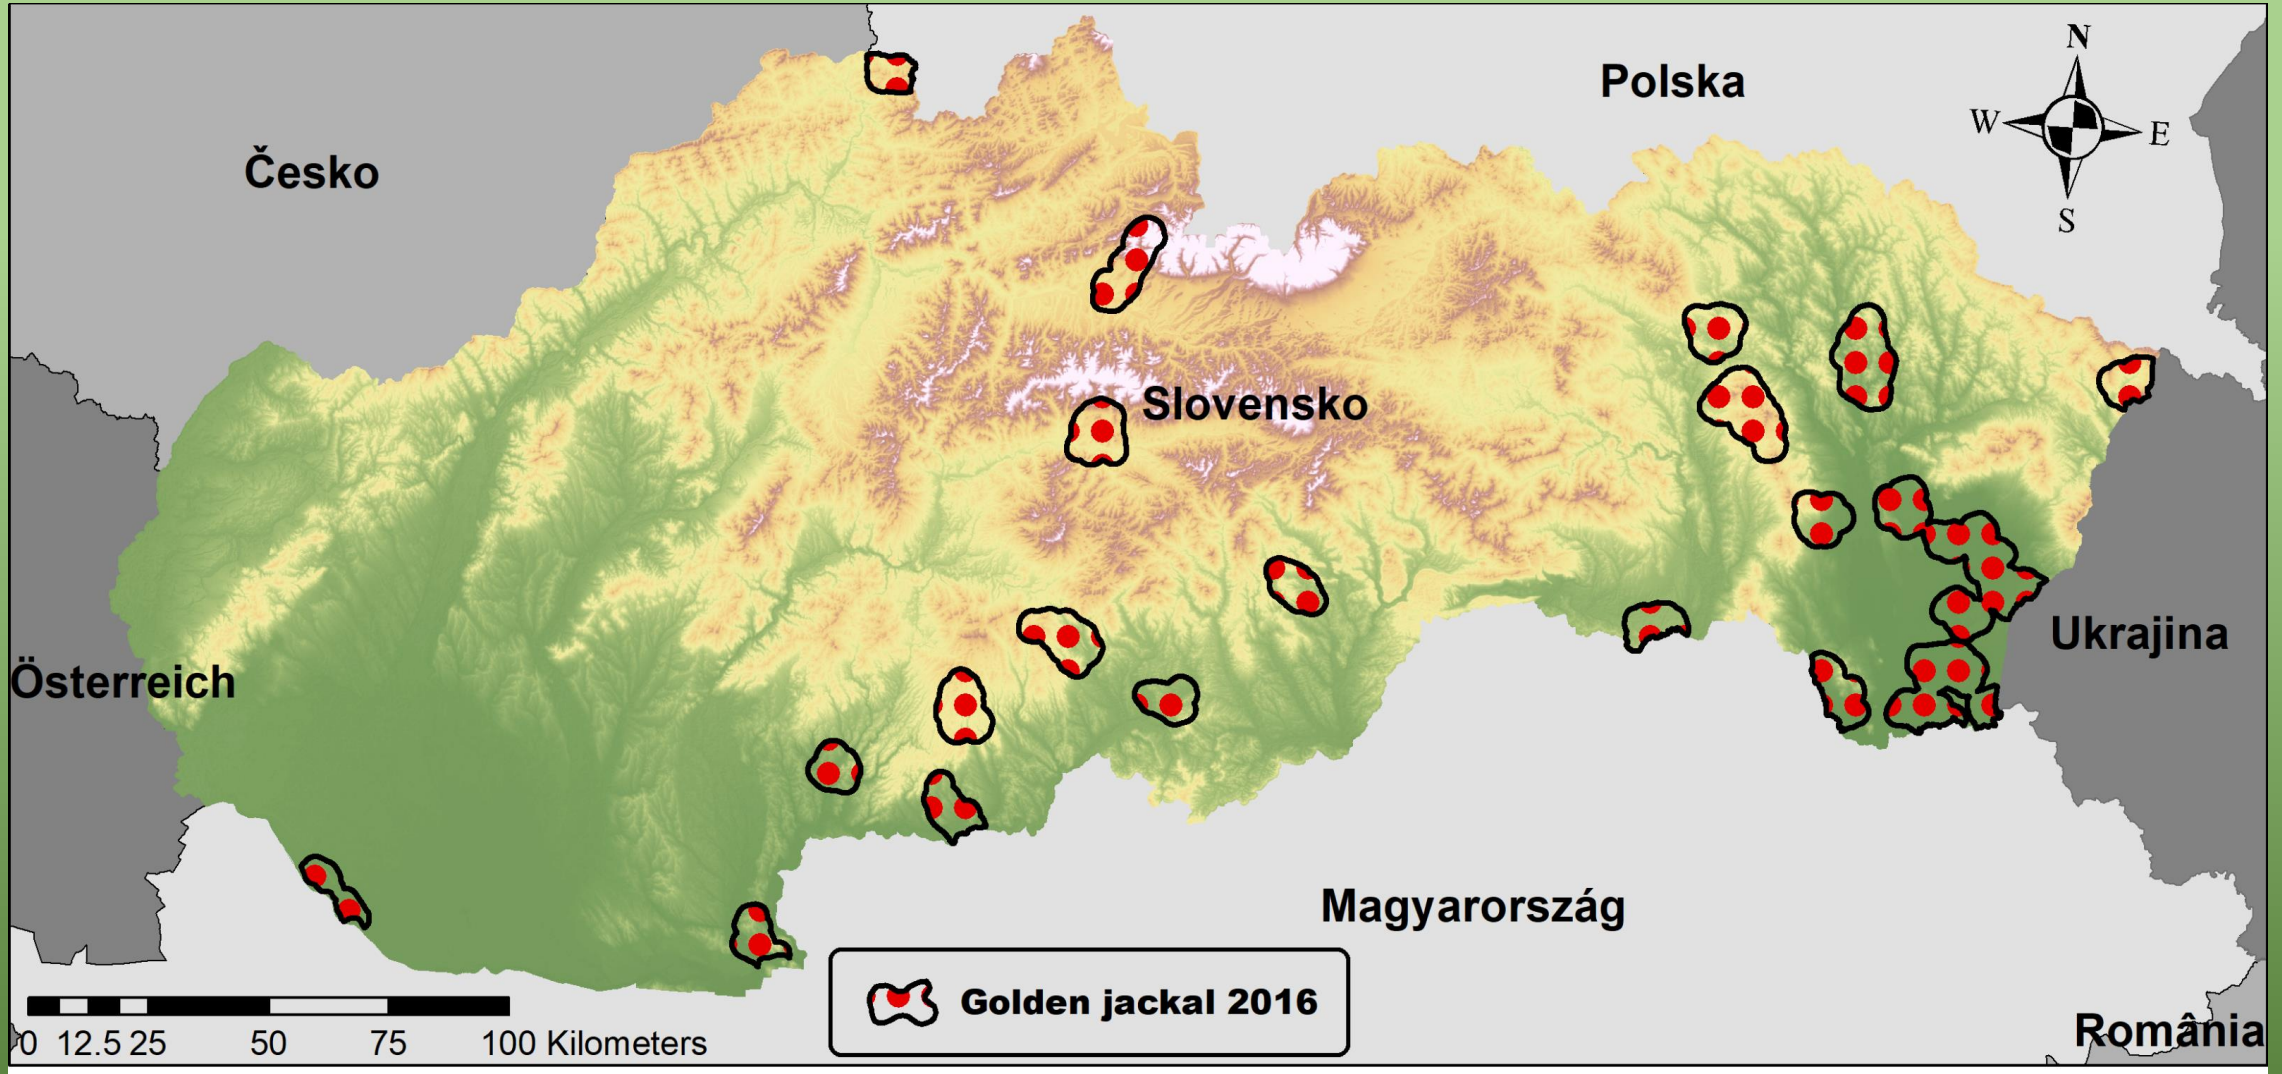 N
Polska
W
E
Česko
S
Slovensko
Ukrajina
Österreich
Magyarország
Golden jackal 2016
România
0 12.5 25 50 75 100 Kilometers